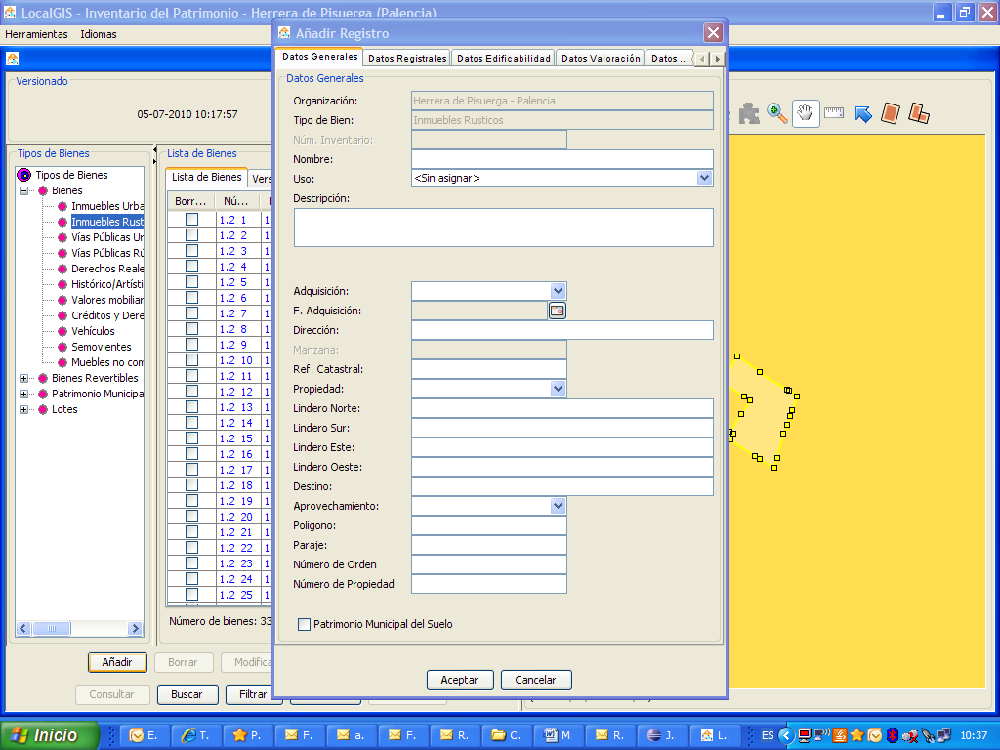 LocalGIS - Inventario del Patrimonio - Herrera de Pisuerga (Palencia)
Herramientas Idiomas
Versionado
05-07-2010 10:17:57
Tipos de Bienes
Tipos de Bienes
Bienes
Inmuebles Urba
Inmuebles Rust
Vías Públicas Ur
Vías Públicas Rú
Derechos Reale
Histórico/Artísti
Valores mobiliar
Créditos y Dere
Vehículos
Semovientes
Muebles no com
Bienes Revertibles
Patrimonio Municipa
Lotes
Lista de Bienes
Lista de Bienes Vers
Borr... Nú...
1.2 1 1
1.2 2 1
1.2 3 1
1.2 4 1
1.2 5 1
1.2 6 1
1.2 7 1
1.2 8 1
1.2 9 1
1.2 10 1
1.2 11 1
1.2 12 1
1.2 13 1
1.2 14 1
1.2 15 1
1.2 16 1
1.2 17 1
1.2 18 1
1.2 19 1
1.2 20 1
1.2 21 1
1.2 22 1
1.2 23 1
1.2 24 1
1.2 25 1
Número de bienes: 33
Añadir Borrar Modifica
Consultar Buscar Filtrar
Añadir Registro
Datos Generales Datos Registrales Datos Edificabilidad Datos Valoración Datos ...
Datos Generales
Organización: Herrera de Pisuerga - Palencia
Tipo de Bien: Inmuebles Rusticos
Núm. Inventario:
Nombre:
Uso: <Sin asignar>
Descripción:
Adquisición:
F. Adquisición:
Dirección:
Manzana:
Ref. Catastral:
Propiedad:
Lindero Norte:
Lindero Sur:
Lindero Este:
Lindero Oeste:
Destino:
Aprovechamiento:
Polígono:
Paraje:
Número de Orden
Número de Propiedad
Patrimonio Municipal del Suelo
Aceptar Cancelar
Inicio E. T. P. F. a. F. R. C. M R. J. L. ES 10:37